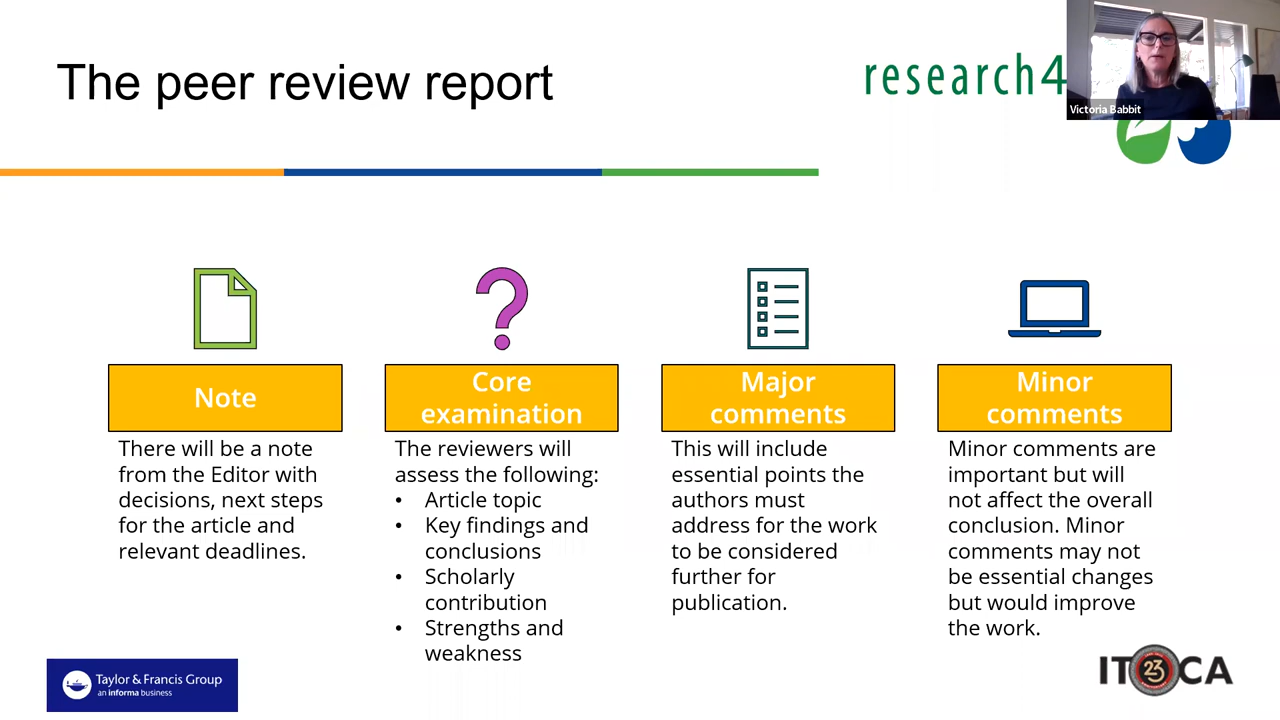 The peer review report
research4
Victoria Babbit
Note
There will be a note
from the Editor with
decisions, next steps
for the article and
relevant deadlines.
Core
examination
The reviewers will
assess the following:
• Article topic
• Key findings and
conclusions
• Scholarly
contribution
• Strengths and
weakness
Major
comments
This will include
essential points the
authors must
address for the work
to be considered
further for
publication.
Minor
comments
Minor comments are
important but will
not affect the overall
conclusion. Minor
comments may not
be essential changes
but would improve
the work.
Taylor & Francis Group
an informa business
IT23CA